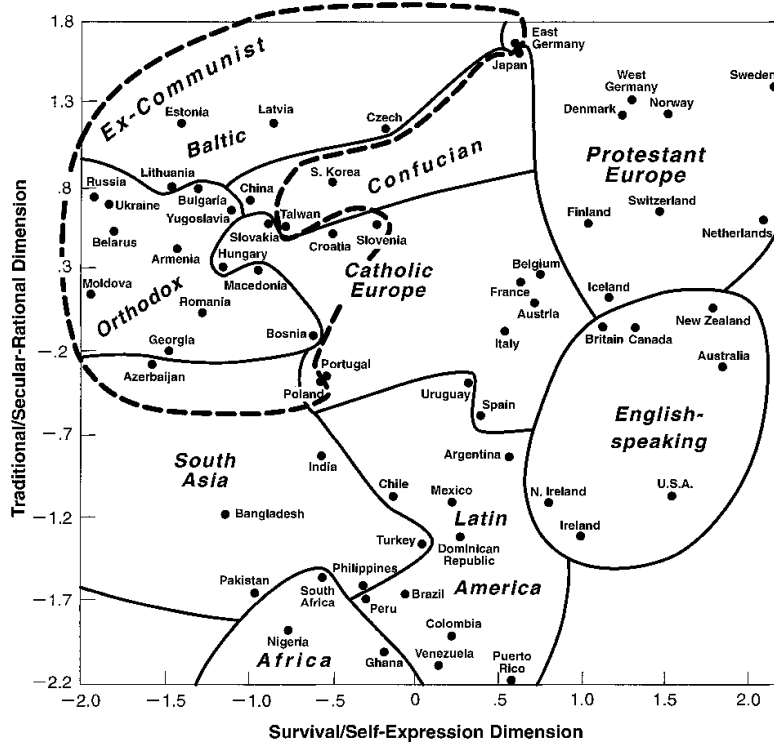 Traditional/Secular-Rational Dimension
1.8
1.3
.8
.3
−.2
−.7
−1.2
−1.7
−2.2
Ex-Communist
Baltic
Estonia
Latvia
Czech
East
Germany
Japan
West
Germany
Sweden
Denmark
Norway
Protestant
Europe
Confucian
S. Korea
Lithuania
Bulgaria
China
Russia
Ukraine
Yugoslavia
Taiwan
Belarus
Slovakia
Croatia
Slovenia
Switzerland
Finland
Netherlands
Armenia
Hungary
Macedonia
Catholic
Europe
Belgium
France
Austria
Iceland
Moldova
Orthodox
Romania
Bosnia
Italy
Britain
Canada
New Zealand
Georgia
Azerbaijan
Portugal
Poland
Uruguay
Spain
Australia
English-
speaking
South
Asia
India
Argentina
Chile
Mexico
N. Ireland
U.S.A.
Bangladesh
Latin
Turkey
Dominican
Republic
Ireland
Pakistan
South
Africa
Philippines
Peru
Brazil
America
Nigeria
Africa
Ghana
Colombia
Venezuela
Puerto
Rico
−2.0
−1.5
−1.0
−0.5
0
.5
1.0
1.5
2.0
Survival/Self-Expression Dimension